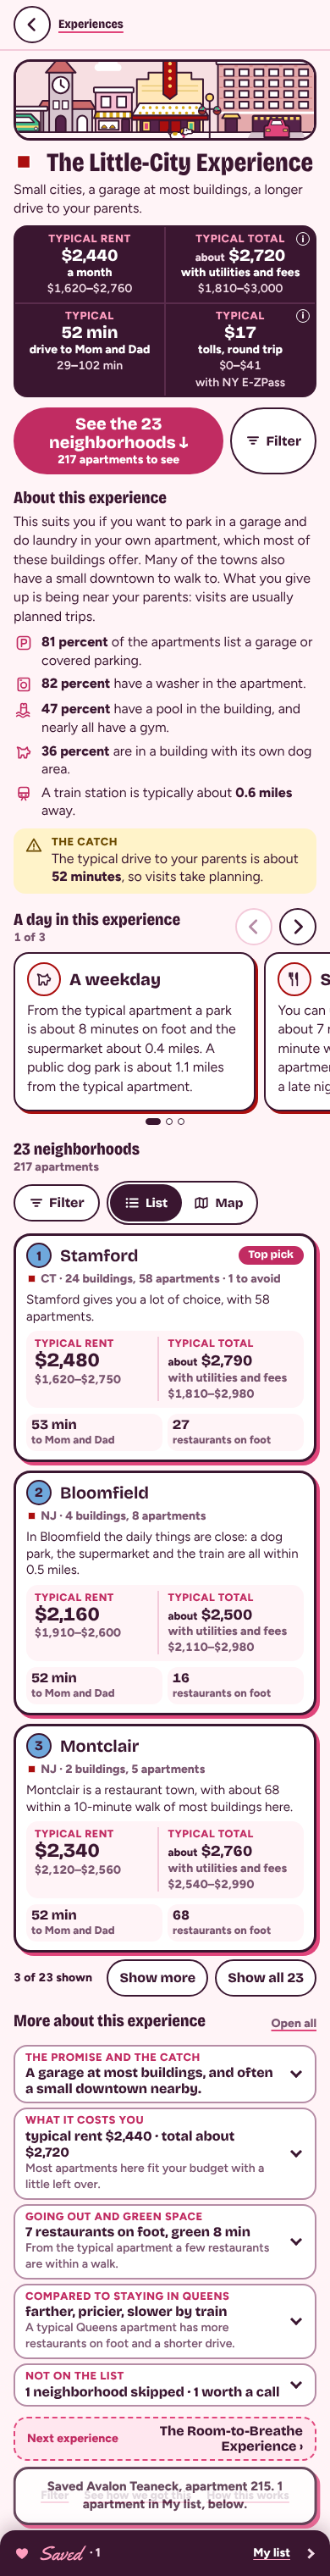 Experiences
The Little-City Experience
Small cities, a garage at most buildings, a longer
drive to your parents.
TYPICAL RENT
$2,440
a month
$1,620–$2,760
TYPICAL TOTAL
about $2,720
with utilities and fees
$1,810–$3,000
TYPICAL
52 min
drive to Mom and Dad
29–102 min
TYPICAL
$17
tolls, round trip
$0–$41
with NY E-ZPass
See the 23
neighborhoods ↓
217 apartments to see
Filter
About this experience
This suits you if you want to park in a garage and
do laundry in your own apartment, which most of
these buildings offer. Many of the towns also
have a small downtown to walk to. What you give
up is being near your parents: visits are usually
planned trips.
81 percent of the apartments list a garage or
covered parking.
82 percent have a washer in the apartment.
47 percent have a pool in the building, and
nearly all have a gym.
36 percent are in a building with its own dog
area.
A train station is typically about 0.6 miles
away.
THE CATCH
The typical drive to your parents is about
52 minutes, so visits take planning.
A day in this experience
1 of 3
A weekday
From the typical apartment a park
is about 8 minutes on foot and the
supermarket about 0.4 miles. A
public dog park is about 1.1 miles
from the typical apartment.
S
You can
about 7 r
minute w
apartmen
a late nig
23 neighborhoods
217 apartments
Filter
List
Map
1 Stamford
Top pick
CT · 24 buildings, 58 apartments · 1 to avoid
Stamford gives you a lot of choice, with 58
apartments.
TYPICAL RENT
$2,480
$1,620–$2,750
TYPICAL TOTAL
about $2,790
with utilities and fees
$1,810–$2,980
53 min
to Mom and Dad
27
restaurants on foot
2 Bloomfield
NJ · 4 buildings, 8 apartments
In Bloomfield the daily things are close: a dog
park, the supermarket and the train are all within
0.5 miles.
TYPICAL RENT
$2,160
$1,910–$2,600
TYPICAL TOTAL
about $2,500
with utilities and fees
$2,110–$2,980
52 min
to Mom and Dad
16
restaurants on foot
3 Montclair
NJ · 2 buildings, 5 apartments
Montclair is a restaurant town, with about 68
within a 10-minute walk of most buildings here.
TYPICAL RENT
$2,340
$2,120–$2,560
TYPICAL TOTAL
about $2,760
with utilities and fees
$2,540–$2,990
52 min
to Mom and Dad
68
restaurants on foot
3 of 23 shown
Show more
Show all 23
More about this experience
Open all
THE PROMISE AND THE CATCH
A garage at most buildings, and often
a small downtown nearby.
WHAT IT COSTS YOU
typical rent $2,440 · total about
$2,720
Most apartments here fit your budget with a
little left over.
GOING OUT AND GREEN SPACE
7 restaurants on foot, green 8 min
From the typical apartment a few restaurants
are within a walk.
COMPARED TO STAYING IN QUEENS
farther, pricier, slower by train
A typical Queens apartment has more
restaurants on foot and a shorter drive.
NOT ON THE LIST
1 neighborhood skipped · 1 worth a call
Next experience
The Room-to-Breathe
Experience ›
Saved Avalon Teaneck, apartment 215. 1
apartment in My list, below.
Filter
See how we got this
How this works
Saved · 1
My list